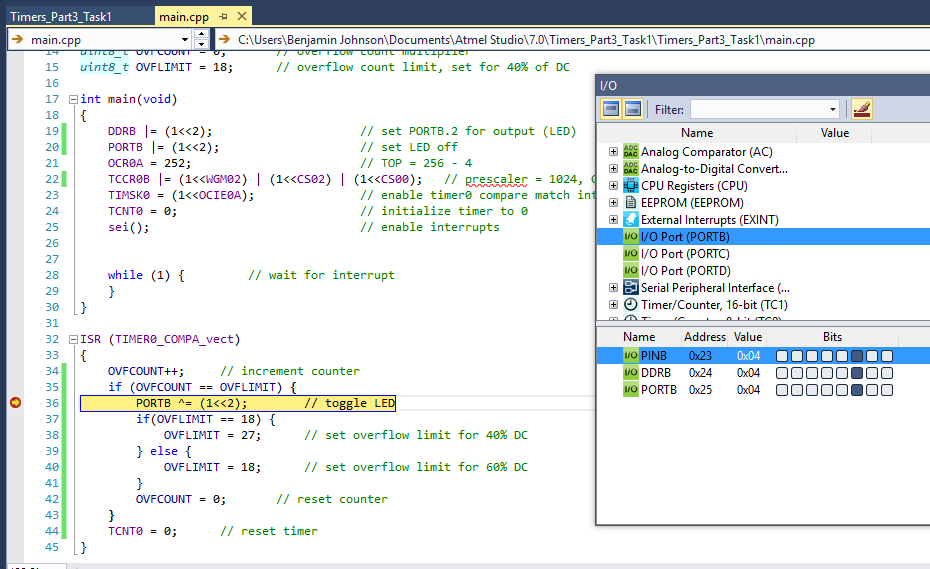 Timers_Part3_Task1
main.cpp
main.cpp
C:\Users\Benjamin Johnson\Documents\Atmel Studio\7.0\Timers_Part3_Task1\Timers_Part3_Task1\main.cpp
14 uint8_t OVFCOUNT = 0; // overflow count multiplier
15 uint8_t OVFLIMIT = 18; // overflow count limit, set for 40% of DC
16
17 int main(void)
18 {
19 DDRB |= (1<<2); // set PORTB.2 for output (LED)
20 PORTB |= (1<<2); // set LED off
21 OCR0A = 252; // TOP = 256 - 4
22 TCCR0B |= (1<<WGM02) | (1<<CS02) | (1<<CS00); // prescaler = 1024, C
23 TIMSK0 = (1<<OCIE0A); // enable timer0 compare match int
24 TCNT0 = 0; // initialize timer to 0
25 sei(); // enable interrupts
26
27
28 while (1) { // wait for interrupt
29 }
30 }
31
32 ISR (TIMER0_COMPA_vect)
33 {
34 OVFCOUNT++; // increment counter
35 if (OVFCOUNT == OVFLIMIT) {
36 PORTB ^= (1<<2); // toggle LED
37 if(OVFLIMIT == 18) {
38 OVFLIMIT = 27; // set overflow limit for 40% DC
39 } else {
40 OVFLIMIT = 18; // set overflow limit for 60% DC
41 }
42 OVFCOUNT = 0; // reset counter
43 }
44 TCNT0 = 0; // reset timer
45 }
I/O
Filter:
Name Value
ADC DAC Analog Comparator (AC)
ADC DAC Analog-to-Digital Convert...
CPU Registers (CPU)
EEPROM (EEPROM)
External Interrupts (EXINT)
I/O I/O Port (PORTB)
I/O I/O Port (PORTC)
I/O I/O Port (PORTD)
Serial Peripheral Interface (...
Timer/Counter, 16-bit (TC1)
Timer/Counter, 8-bit (TC0)
Name Address Value Bits
I/O PINB 0x23 0x04
I/O DDRB 0x24 0x04
I/O PORTB 0x25 0x04